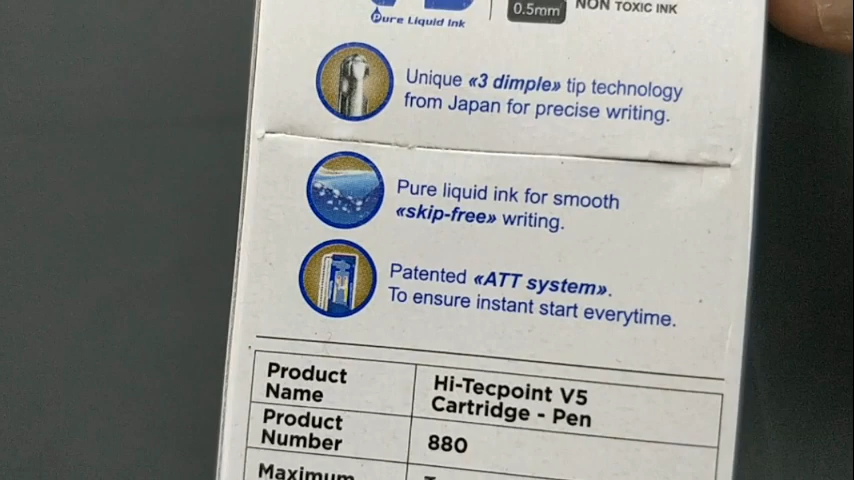 Pure Liquid Ink
0.5mm
NON TOXIC INK
Unique «3 dimple» tip technology
from Japan for precise writing.
Pure liquid ink for smooth
«skip-free» writing.
Patented «ATT system».
To ensure instant start everytime.
Product Name
Hi-Tecpoint V5
Cartridge - Pen
Product Number
880
Maximum